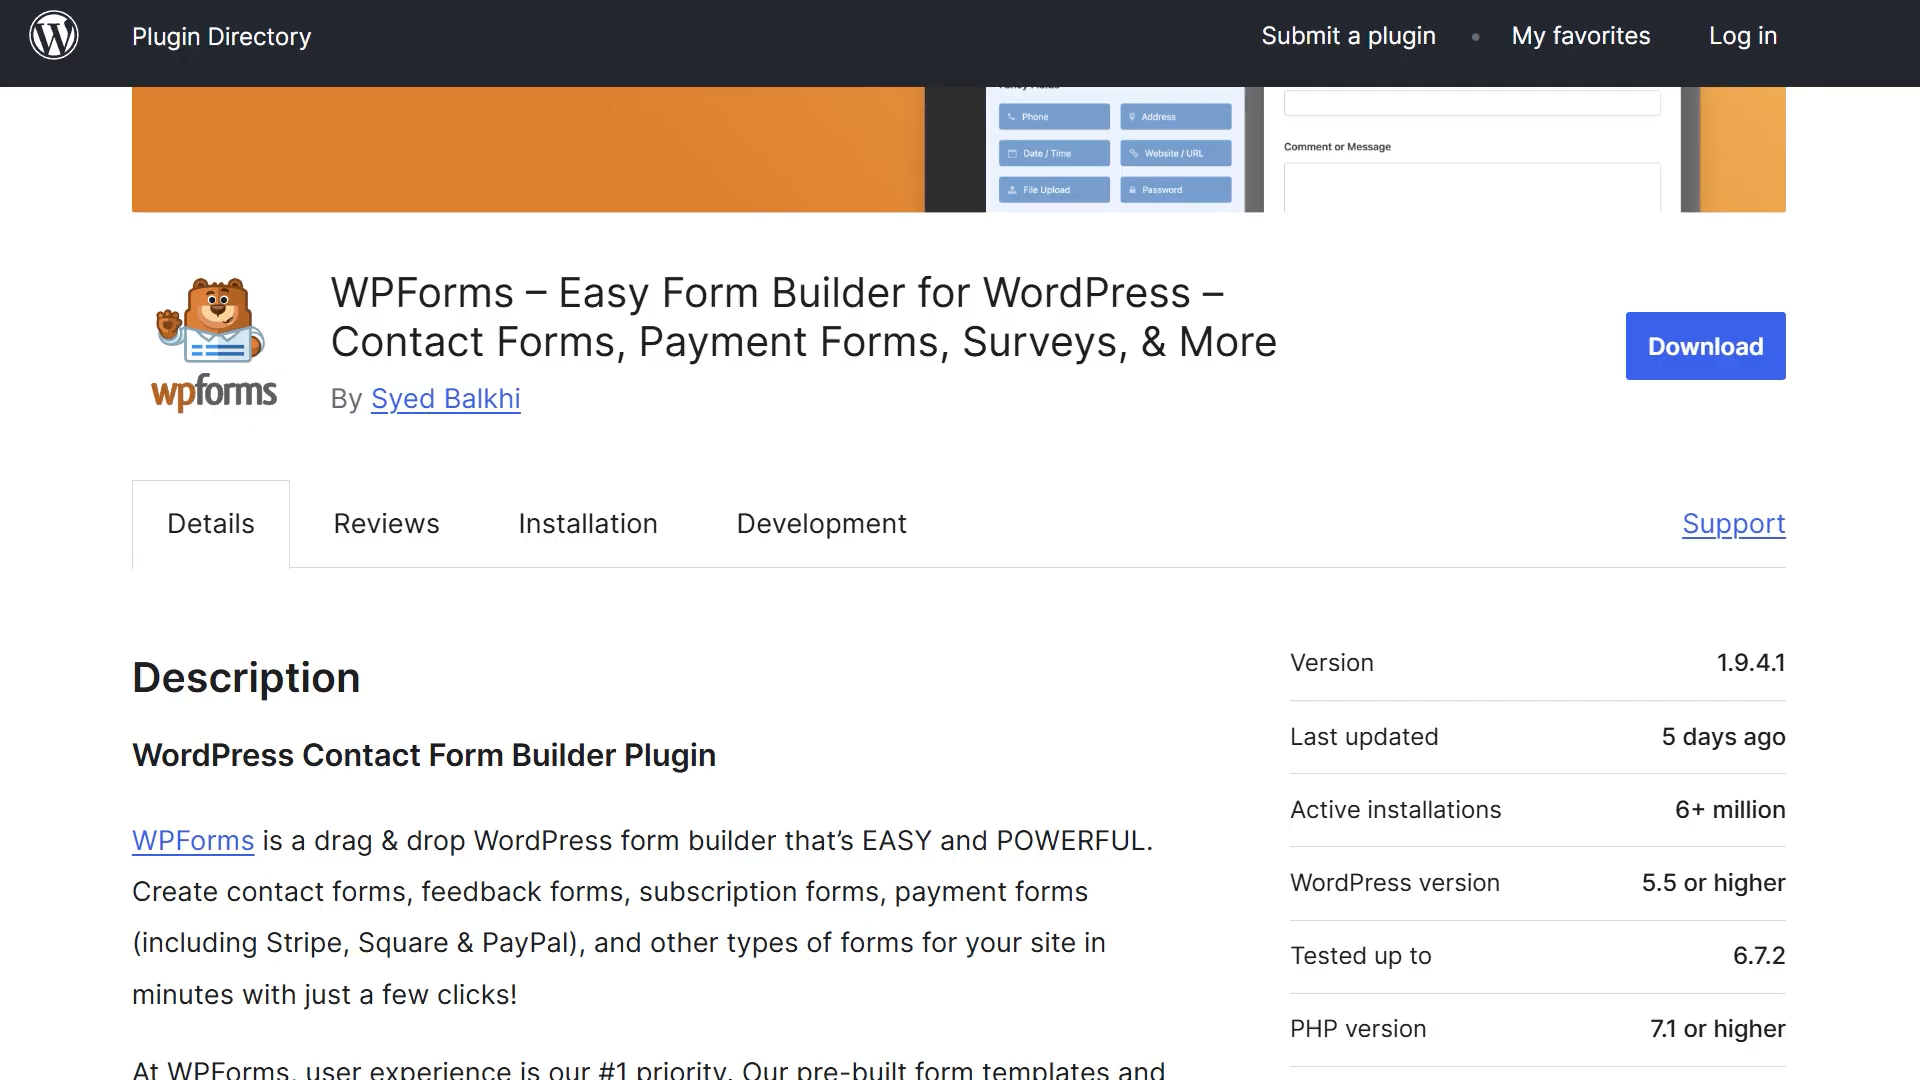 Plugin Directory
Submit a plugin • My favorites Log in
Phone Address
Date / Time Website / URL
File Upload Password
Comment or Message
wpforms
WPForms – Easy Form Builder for WordPress –
Contact Forms, Payment Forms, Surveys, & More
By Syed Balkhi
Download
Details Reviews Installation Development Support
Description
WordPress Contact Form Builder Plugin
WPForms is a drag & drop WordPress form builder that’s EASY and POWERFUL.
Create contact forms, feedback forms, subscription forms, payment forms
(including Stripe, Square & PayPal), and other types of forms for your site in
minutes with just a few clicks!
At WPForms, user experience is our #1 priority. Our pre-built form templates and
Version 1.9.4.1
Last updated 5 days ago
Active installations 6+ million
WordPress version 5.5 or higher
Tested up to 6.7.2
PHP version 7.1 or higher